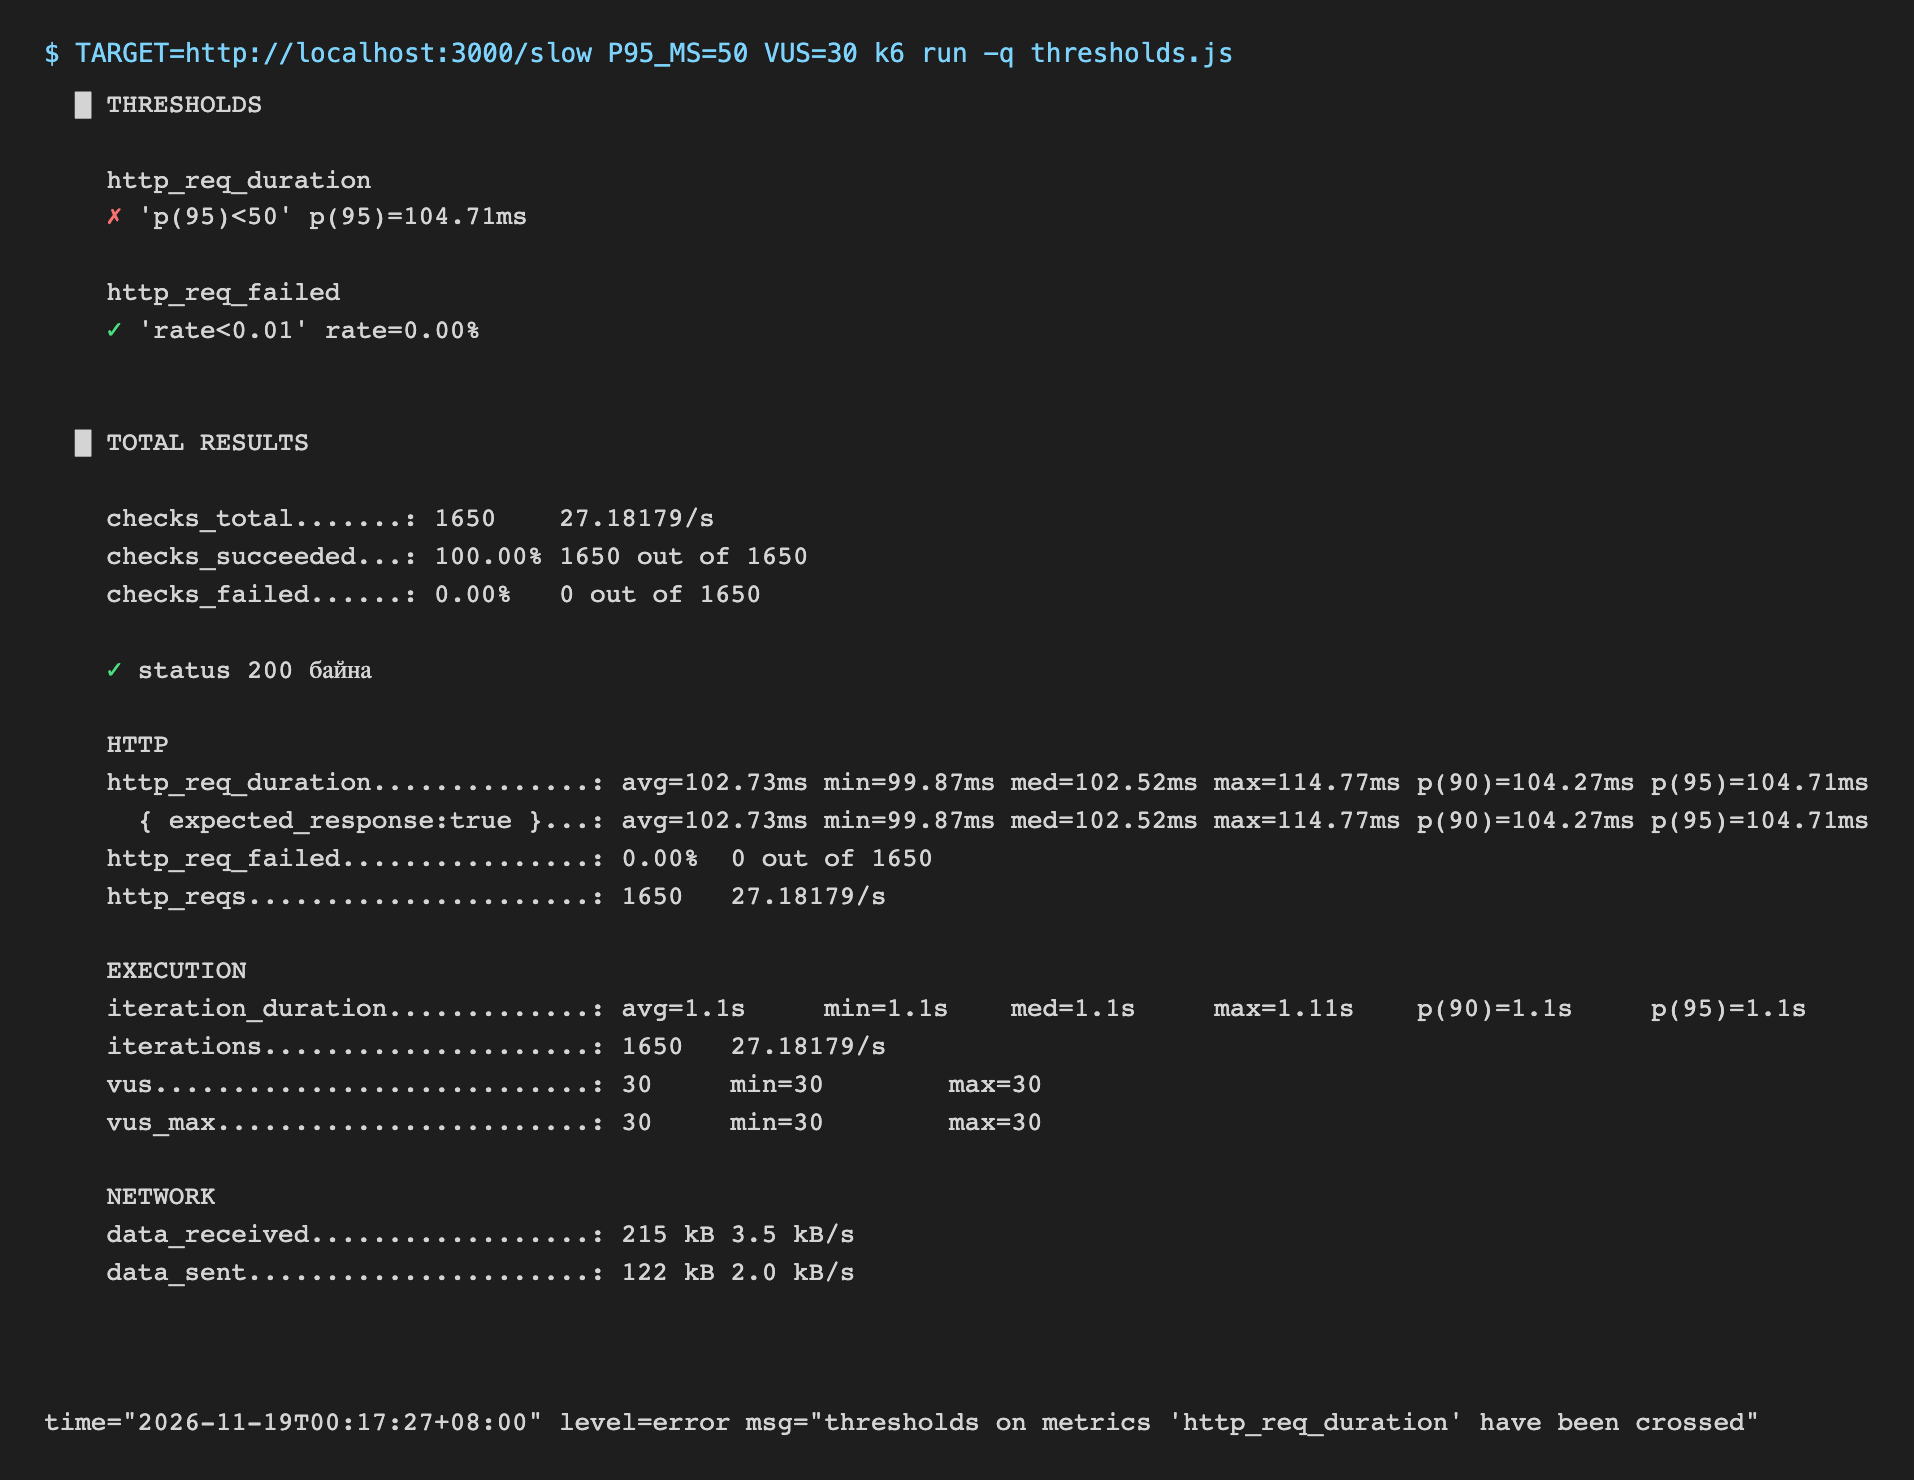 $ TARGET=http://localhost:3000/slow P95_MS=50 VUS=30 k6 run -q thresholds.js
█ THRESHOLDS
http_req_duration
✗ 'p(95)<50' p(95)=104.71ms
http_req_failed
✓ 'rate<0.01' rate=0.00%
█ TOTAL RESULTS
checks_total.......: 1650    27.18179/s
checks_succeeded...: 100.00% 1650 out of 1650
checks_failed......: 0.00%   0 out of 1650
✓ status 200 байна
HTTP
http_req_duration..............: avg=102.73ms min=99.87ms med=102.52ms max=114.77ms p(90)=104.27ms p(95)=104.71ms
{ expected_response:true }...: avg=102.73ms min=99.87ms med=102.52ms max=114.77ms p(90)=104.27ms p(95)=104.71ms
http_req_failed................: 0.00%  0 out of 1650
http_reqs......................: 1650   27.18179/s
EXECUTION
iteration_duration.............: avg=1.1s     min=1.1s    med=1.1s     max=1.11s    p(90)=1.1s     p(95)=1.1s
iterations.....................: 1650   27.18179/s
vus............................: 30     min=30        max=30
vus_max........................: 30     min=30        max=30
NETWORK
data_received..................: 215 kB 3.5 kB/s
data_sent......................: 122 kB 2.0 kB/s
time="2026-11-19T00:17:27+08:00" level=error msg="thresholds on metrics 'http_req_duration' have been crossed"